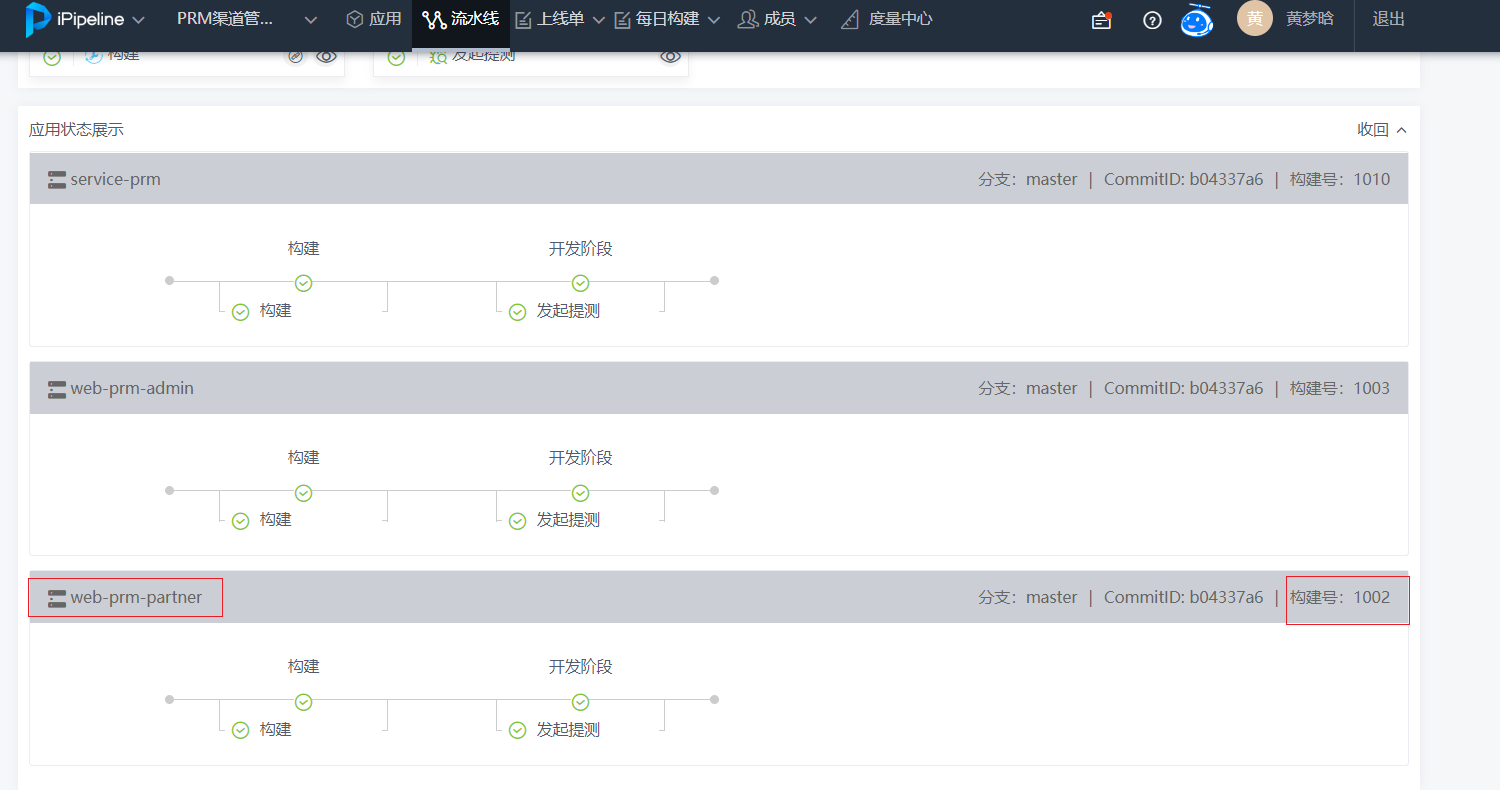 iPipeline PRM渠道管... 应用 流水线 上线单 每日构建 成员 度量中心 黄 黄梦晗 退出
构建 发起提测
应用状态展示 收回
service-prm 分支：master | CommitID: b04337a6 | 构建号：1010
构建 开发阶段
构建 发起提测
web-prm-admin 分支：master | CommitID: b04337a6 | 构建号：1003
构建 开发阶段
构建 发起提测
web-prm-partner 分支：master | CommitID: b04337a6 | 构建号：1002
构建 开发阶段
构建 发起提测